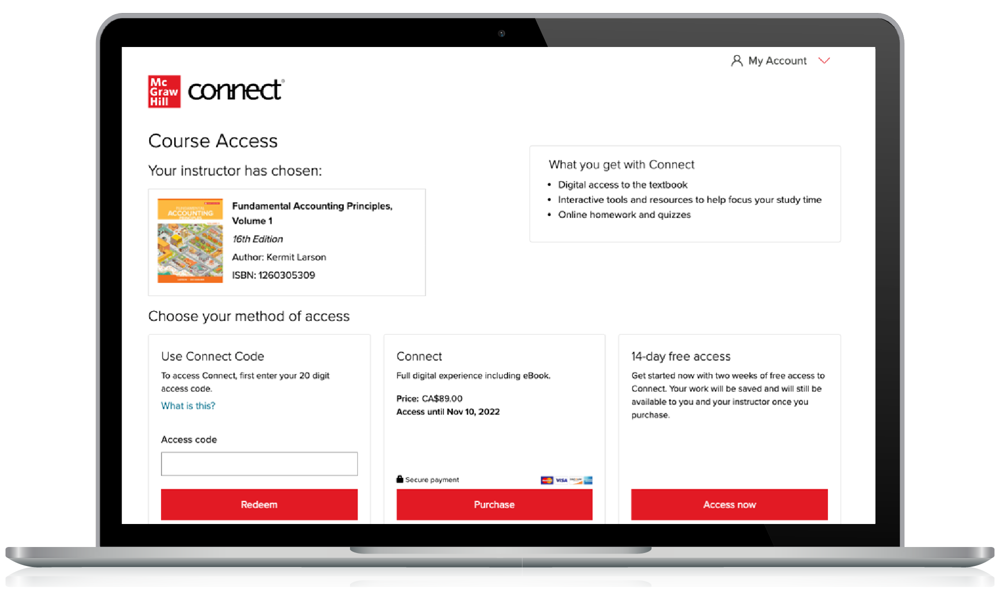 My Account
Mc
Graw
Hill
connect®
Course Access
Your instructor has chosen:
What you get with Connect
• Digital access to the textbook
• Interactive tools and resources to help focus your study time
• Online homework and quizzes
FUNDAMENTAL
ACCOUNTING
PRINCIPLES
Fundamental Accounting Principles,
Volume 1
16th Edition
Author: Kermit Larson
ISBN: 1260305309
Choose your method of access
Use Connect Code
To access Connect, first enter your 20 digit
access code.
What is this?
Access code
Redeem
Connect
Full digital experience including eBook.
Price: CA$89.00
Access until Nov 10, 2022
Secure payment
VISA
Purchase
14-day free access
Get started now with two weeks of free access to
Connect. Your work will be saved and will still be
available to you and your instructor once you
purchase.
Access now